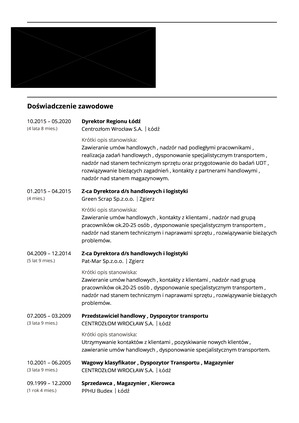 Doświadczenie zawodowe
10.2015 – 05.2020
Dyrektor Regionu Łódź
(4 lata 8 mies.)
Centrozłom Wrocław S.A. | Łódź
Krótki opis stanowiska:
Zawieranie umów handlowych , nadzór nad podległymi pracownikami ,
realizacja zadań handlowych , dysponowanie specjalistycznym transportem ,
nadzór nad stanem technicznym sprzętu oraz przygotowanie do badań UDT ,
rozwiązywanie bieżących zagadnień , kontakty z partnerami handlowymi ,
nadzór nad stanem magazynowym.
01.2015 – 04.2015
Z-ca Dyrektora d/s handlowych i logistyki
(4 mies.)
Green Scrap Sp.z.o.o. | Zgierz
Krótki opis stanowiska:
Zawieranie umów handlowych , kontakty z klientami , nadzór nad grupą
pracowników ok.20-25 osób , dysponowanie specjalistycznym transportem ,
nadzór nad stanem technicznym i naprawami sprzętu , rozwiązywanie bieżących
problemów.
04.2009 – 12.2014
Z-ca Dyrektora d/s handlowych i logistyki
(5 lat 9 mies.)
Pat-Mar Sp.z.o.o. | Zgierz
Krótki opis stanowiska:
Zawieranie umów handlowych , kontakty z klientami , nadzór nad grupą
pracowników ok.20-25 osób , dysponowanie specjalistycznym transportem ,
nadzór nad stanem technicznym i naprawami sprzętu , rozwiązywanie bieżących
problemów.
07.2005 – 03.2009
Przedstawiciel handlowy , Dyspozytor transportu
(3 lata 9 mies.)
CENTROZŁOM WROCŁAW S.A. | Łódź
Krótki opis stanowiska:
Utrzymywanie kontaktów z klientami , pozyskiwanie nowych klientów ,
zawieranie umów handlowych , dysponowanie specjalistycznym transportem.
10.2001 – 06.2005
Wagowy klasyfikator , Dyspozytor Transportu , Magazynier
(3 lata 9 mies.)
CENTROZŁOM WROCŁAW S.A. | Łódź
09.1999 – 12.2000
Sprzedawca , Magazynier , Kierowca
(1 rok 4 mies.)
PPHU Budex | Łódź